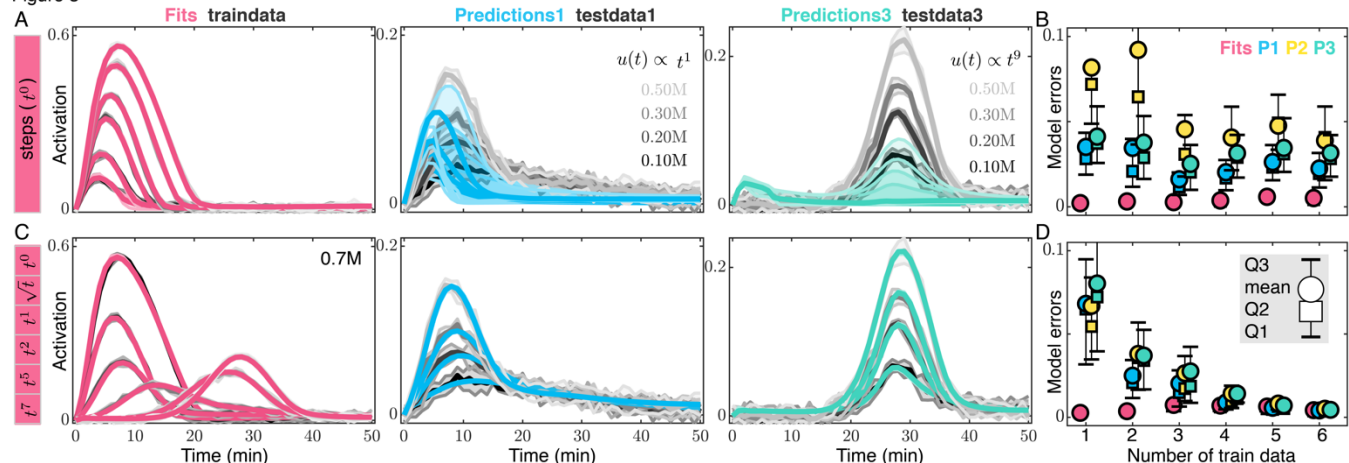 A
Fits traindata
Predictions1 testdata1
Predictions3 testdata3
B
steps (t⁰)
Activation
0.6
0
0.2
0
u(t) ∝ t¹
0.50M
0.30M
0.20M
0.10M
0.2
0
u(t) ∝ t⁹
0.50M
0.30M
0.20M
0.10M
Model errors
0.1
0
Fits P1 P2 P3
C
D
t⁰
√t
t¹
t²
t⁵
t⁷
Activation
0.6
0
0.7M
0.2
0
0.2
0
Model errors
0.1
0
Q3
mean
Q2
Q1
0 10 20 30 40 50
0 10 20 30 40 50
0 10 20 30 40 50
1 2 3 4 5 6
Time (min)
Time (min)
Time (min)
Number of train data